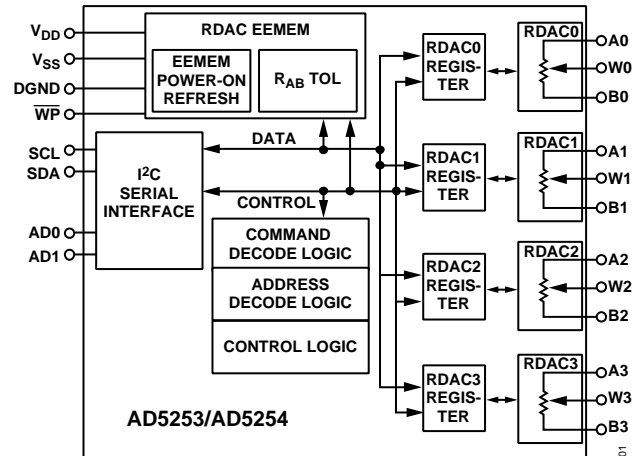 VDD
VSS
DGND
WP
SCL
SDA
AD0
AD1
RDAC EEMEM
EEMEM
POWER-ON
REFRESH
RAB TOL
I2C
SERIAL
INTERFACE
DATA
CONTROL
COMMAND
DECODE LOGIC
ADDRESS
DECODE LOGIC
CONTROL LOGIC
AD5253/AD5254
RDAC0
REGIS-
TER
RDAC0
A0
W0
B0
RDAC1
REGIS-
TER
RDAC1
A1
W1
B1
RDAC2
REGIS-
TER
RDAC2
A2
W2
B2
RDAC3
REGIS-
TER
RDAC3
A3
W3
B3
01